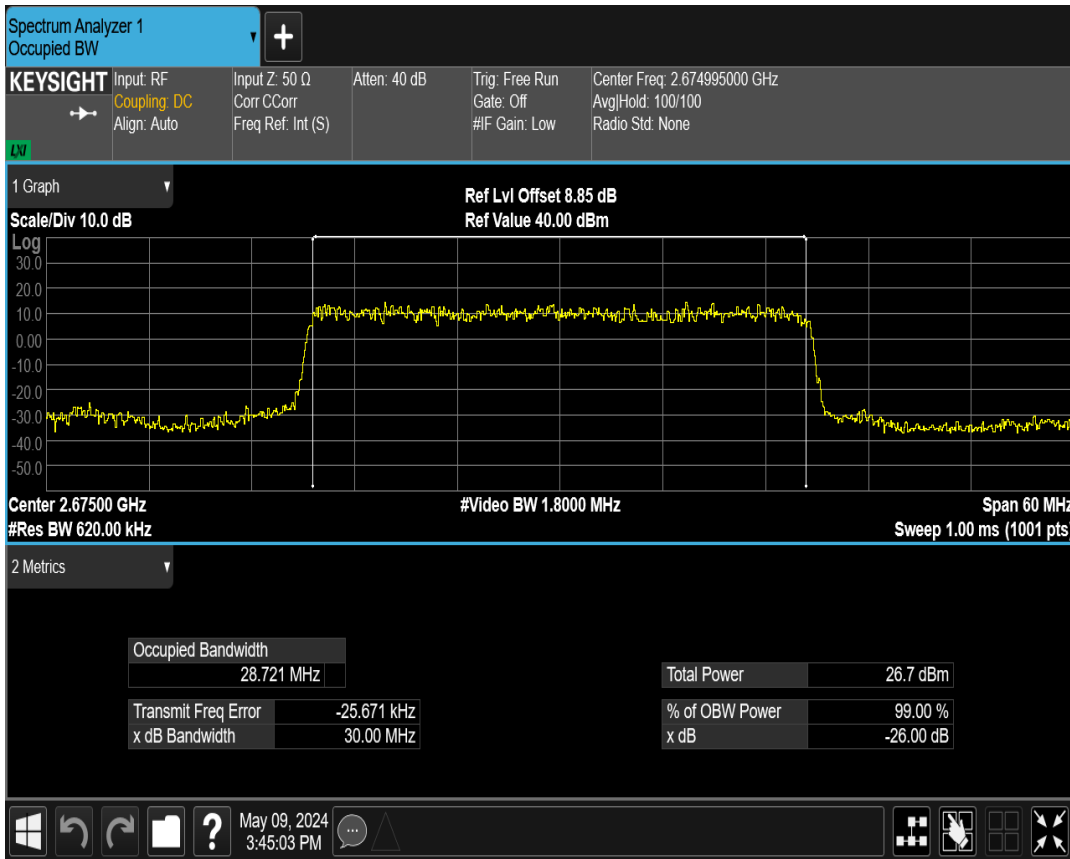 Spectrum Analyzer 1
Occupied BW
+
KEYSIGHT
LXI
Input: RF
Coupling: DC
Align: Auto
Input Z: 50 Ω
Corr CCorr
Freq Ref: Int (S)
Atten: 40 dB
Trig: Free Run
Gate: Off
#IF Gain: Low
Center Freq: 2.674995000 GHz
Avg|Hold: 100/100
Radio Std: None
1 Graph
Scale/Div 10.0 dB
Ref Lvl Offset 8.85 dB
Ref Value 40.00 dBm
Log
30.0
20.0
10.0
0.00
-10.0
-20.0
-30.0
-40.0
-50.0
Center 2.67500 GHz
#Video BW 1.8000 MHz
Span 60 MHz
#Res BW 620.00 kHz
Sweep 1.00 ms (1001 pts)
2 Metrics
Occupied Bandwidth
28.721 MHz
Total Power 26.7 dBm
Transmit Freq Error -25.671 kHz
% of OBW Power 99.00 %
x dB Bandwidth 30.00 MHz
x dB -26.00 dB
?
May 09, 2024
3:45:03 PM